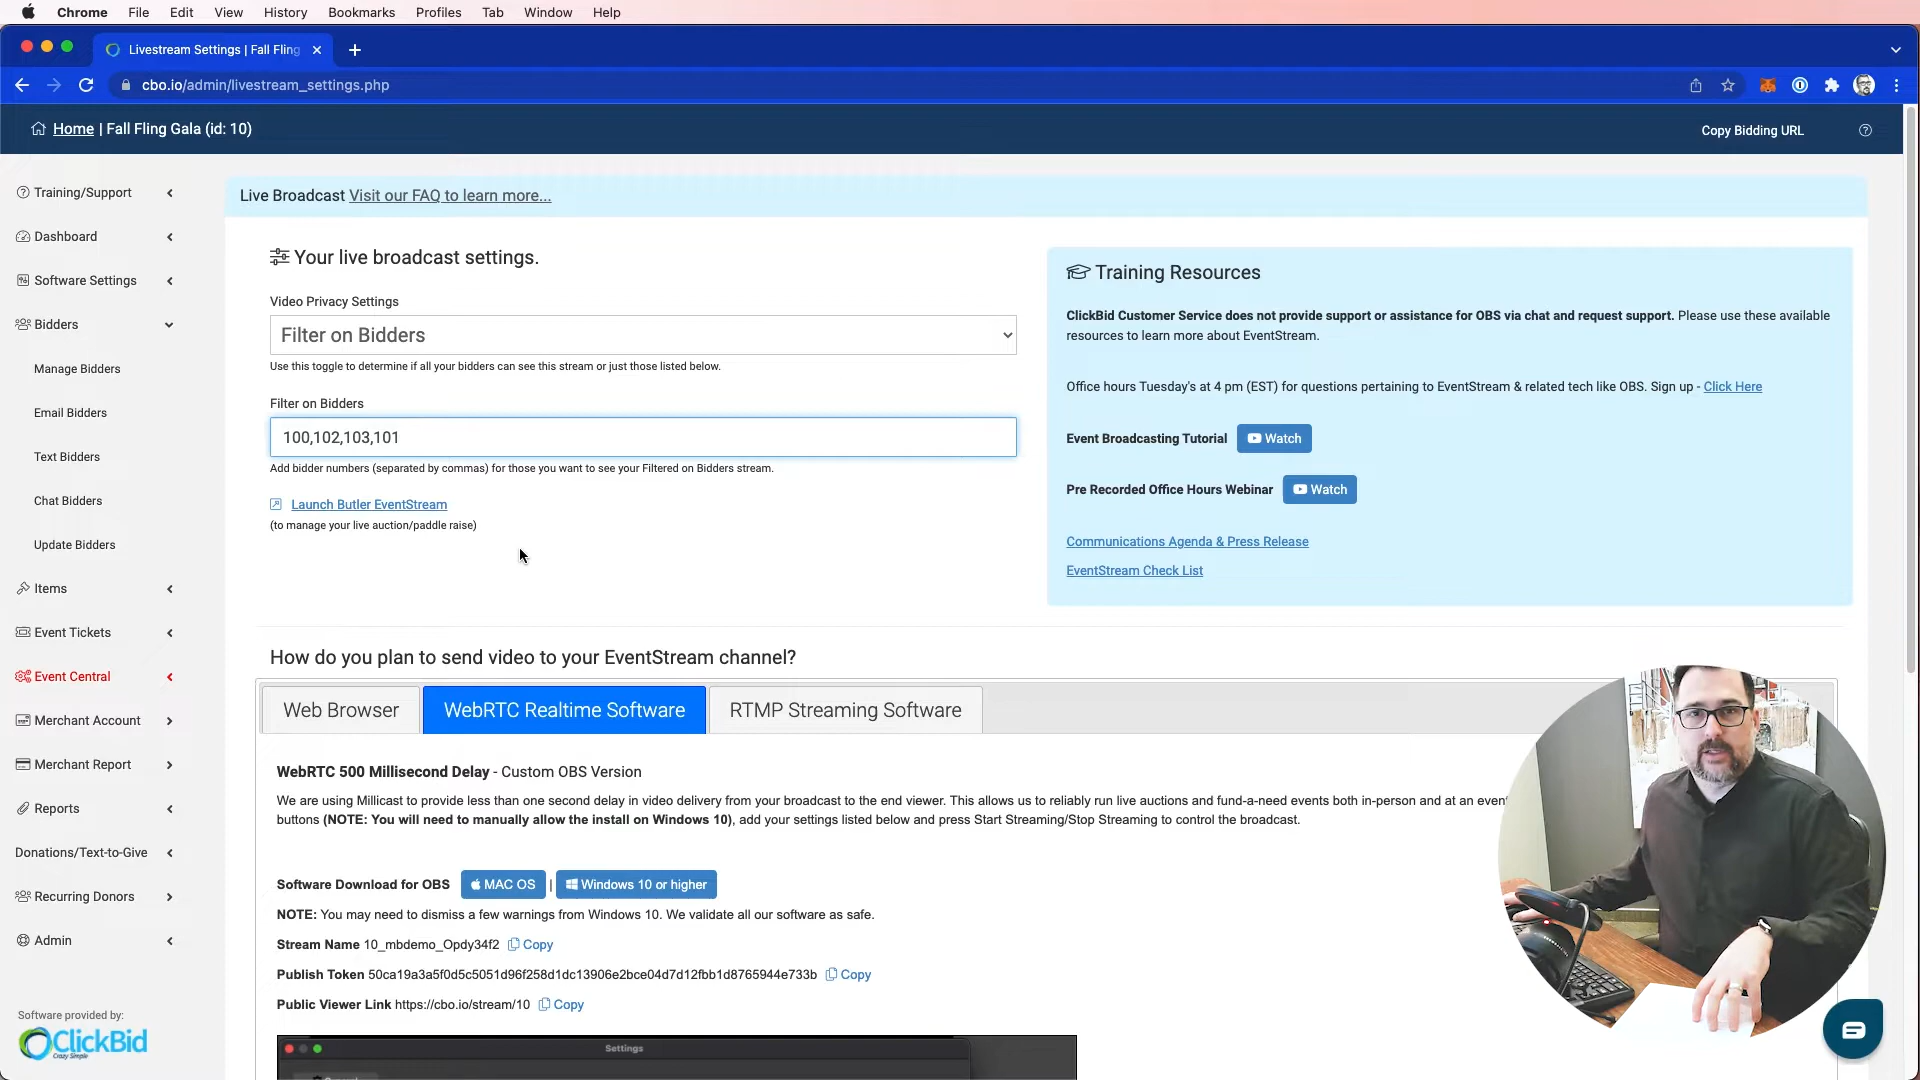 Chrome File Edit View History Bookmarks Profiles Tab Window Help
Livestream Settings | Fall Fling
cbo.io/admin/livestream_settings.php
Home | Fall Fling Gala (id: 10)
Copy Bidding URL
Training/Support
Dashboard
Software Settings
Bidders
Manage Bidders
Email Bidders
Text Bidders
Chat Bidders
Update Bidders
Items
Event Tickets
Event Central
Merchant Account
Merchant Report
Reports
Donations/Text-to-Give
Recurring Donors
Admin
Software provided by:
ClickBid
Crazy Simple
Live Broadcast Visit our FAQ to learn more...
Your live broadcast settings.
Video Privacy Settings
Filter on Bidders
Use this toggle to determine if all your bidders can see this stream or just those listed below.
Filter on Bidders
100,102,103,101
Add bidder numbers (separated by commas) for those you want to see your Filtered on Bidders stream.
Launch Butler EventStream
(to manage your live auction/paddle raise)
Training Resources
ClickBid Customer Service does not provide support or assistance for OBS via chat and request support. Please use these available
resources to learn more about EventStream.
Office hours Tuesday's at 4 pm (EST) for questions pertaining to EventStream & related tech like OBS. Sign up - Click Here
Event Broadcasting Tutorial Watch
Pre Recorded Office Hours Webinar Watch
Communications Agenda & Press Release
EventStream Check List
How do you plan to send video to your EventStream channel?
Web Browser WebRTC Realtime Software RTMP Streaming Software
WebRTC 500 Millisecond Delay - Custom OBS Version
We are using Millicast to provide less than one second delay in video delivery from your broadcast to the end viewer. This allows us to reliably run live auctions and fund-a-need events both in-person and at an even
buttons (NOTE: You will need to manually allow the install on Windows 10), add your settings listed below and press Start Streaming/Stop Streaming to control the broadcast.
Software Download for OBS MAC OS | Windows 10 or higher
NOTE: You may need to dismiss a few warnings from Windows 10. We validate all our software as safe.
Stream Name 10_mbdemo_Opdy34f2 Copy
Publish Token 50ca19a3a5f0d5c5051d96f258d1dc13906e2bce04d7d12fbb1d8765944e733b Copy
Public Viewer Link https://cbo.io/stream/10 Copy
Settings